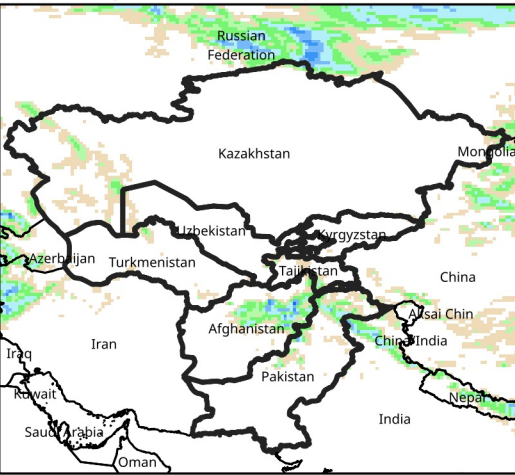 Russian
Federation
Kazakhstan
Mongolia
Uzbekistan
Kyrgyzstan
Azerbaijan
Turkmenistan
Tajikistan
China
Aksai Chin
Afghanistan
China/India
Iran
Iraq
Pakistan
Kuwait
Nepal
India
Saudi Arabia
Oman